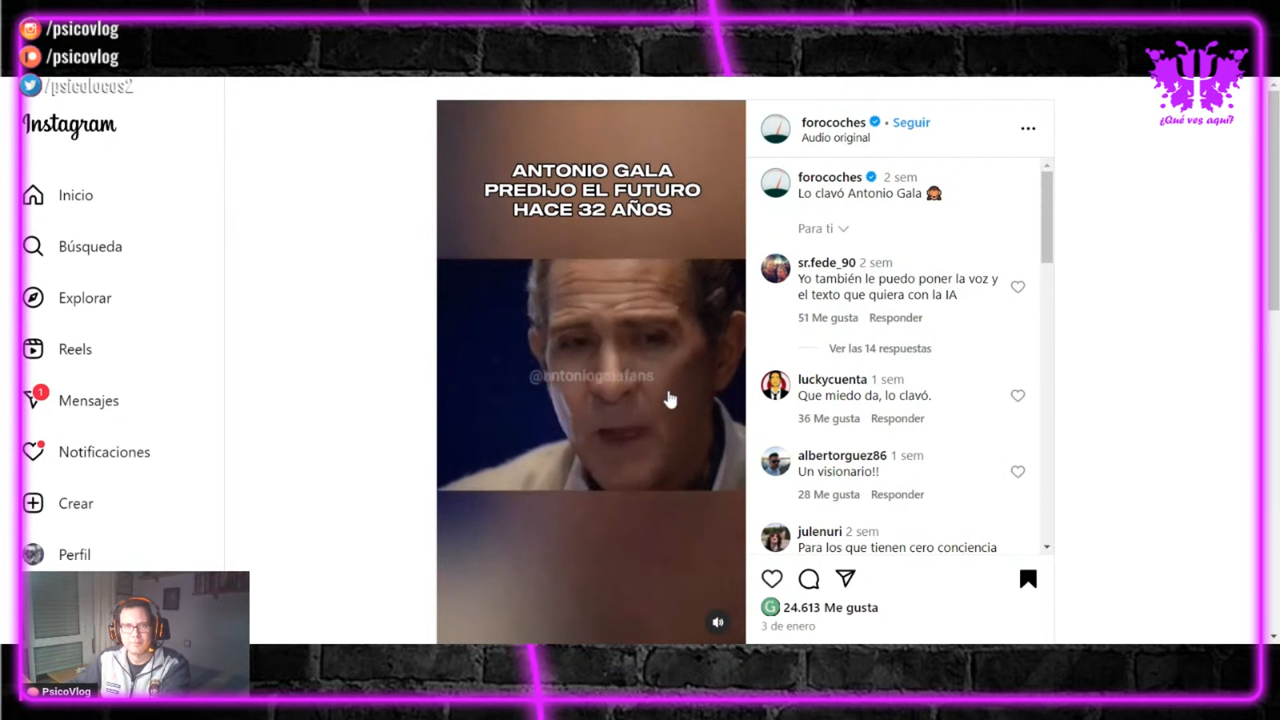 /psicovlog
/psicovlog
/psicolocos2
¿Qué ves aquí?
Instagram
Inicio
Búsqueda
Explorar
Reels
1
Mensajes
Notificaciones
Crear
Perfil
PsicoVlog
ANTONIO GALA
PREDIJO EL FUTURO
HACE 32 AÑOS
@antoniogalafans
forocoches • Seguir
Audio original
forocoches 2 sem
Lo clavó Antonio Gala
Para ti
sr.fede_90 2 sem
Yo también le puedo poner la voz y
el texto que quiera con la IA
51 Me gusta Responder
Ver las 14 respuestas
luckycuenta 1 sem
Que miedo da, lo clavó.
36 Me gusta Responder
albertorguez86 1 sem
Un visionario!!
28 Me gusta Responder
julenuri 2 sem
Para los que tienen cero conciencia
G 24.613 Me gusta
3 de enero